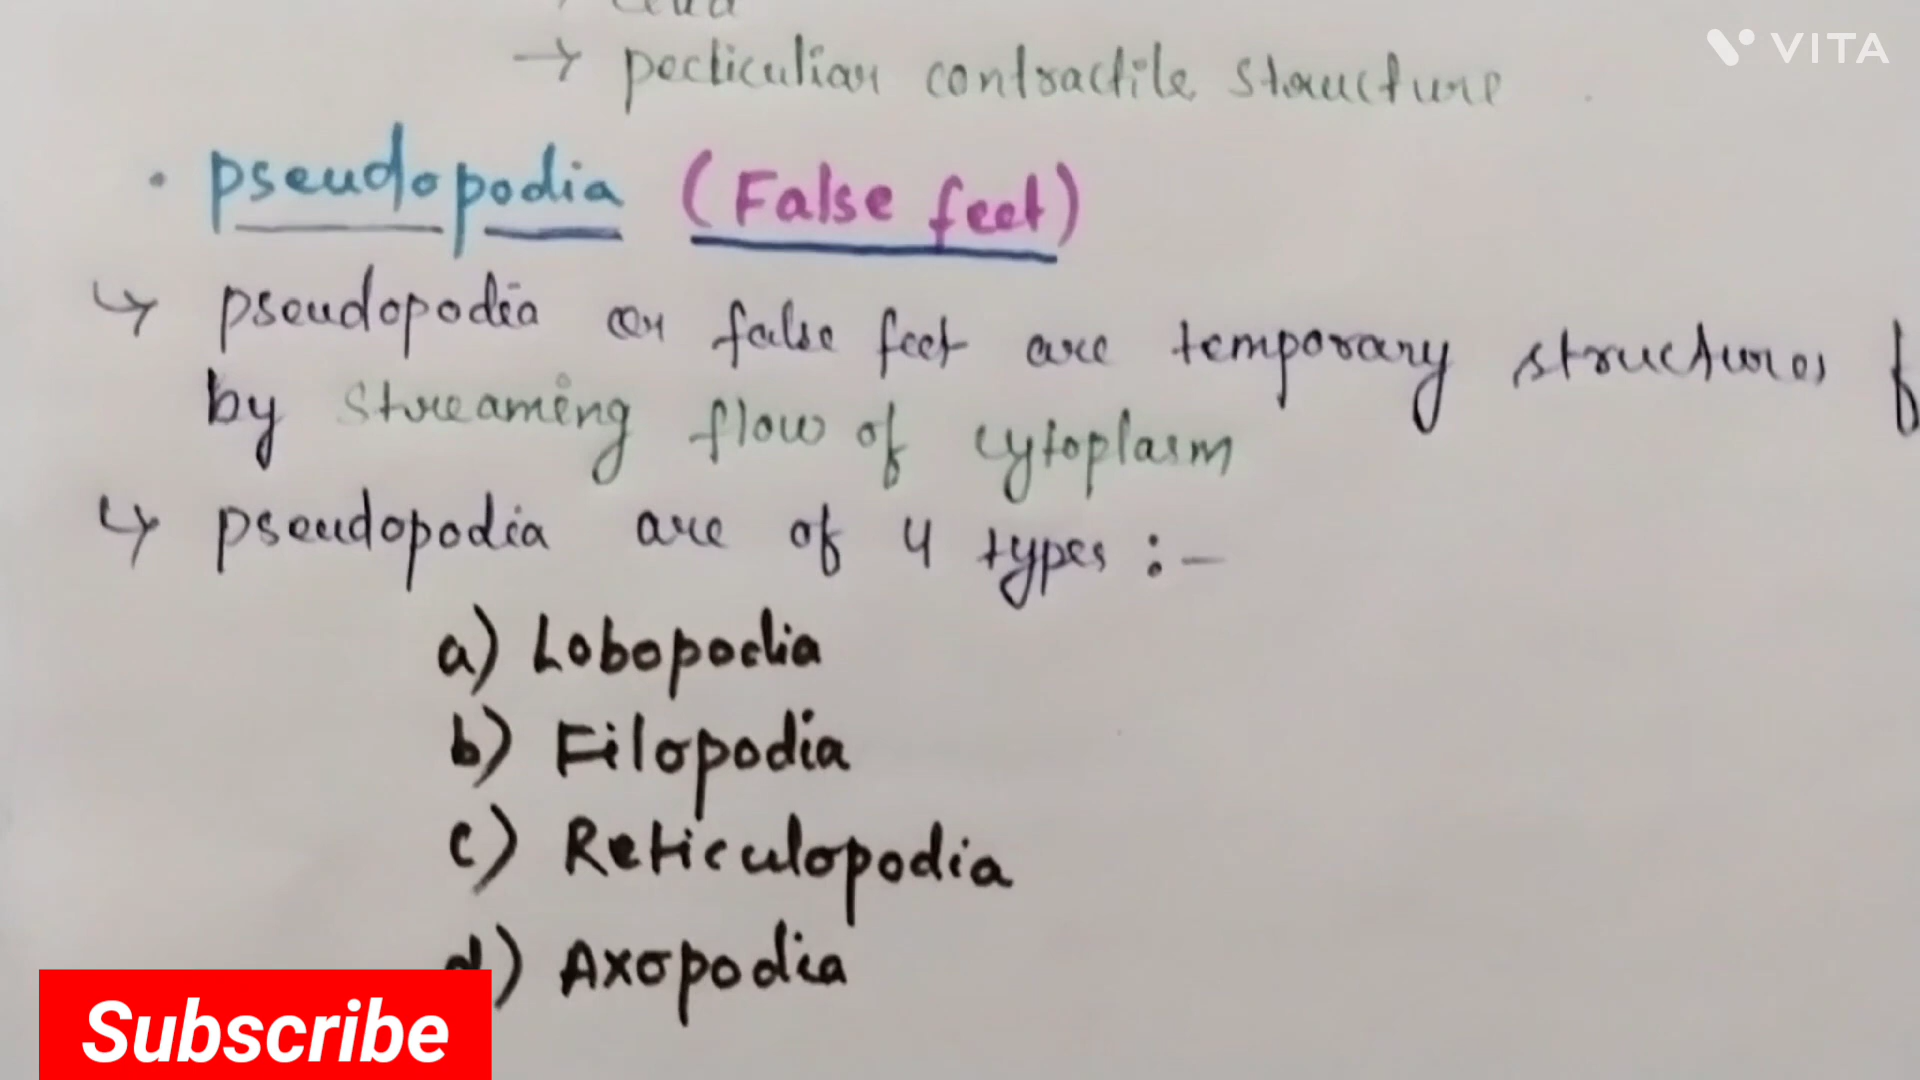 VITA
→ pecticulian contractile structure
• pseudopodia (False feet)
↳ pseudopodia or false feet are temporary structures f
by streaming flow of cytoplasm
↳ pseudopodia are of 4 types :-
a) Lobopodia
b) Filopodia
c) Reticulopodia
d) Axopodia
Subscribe